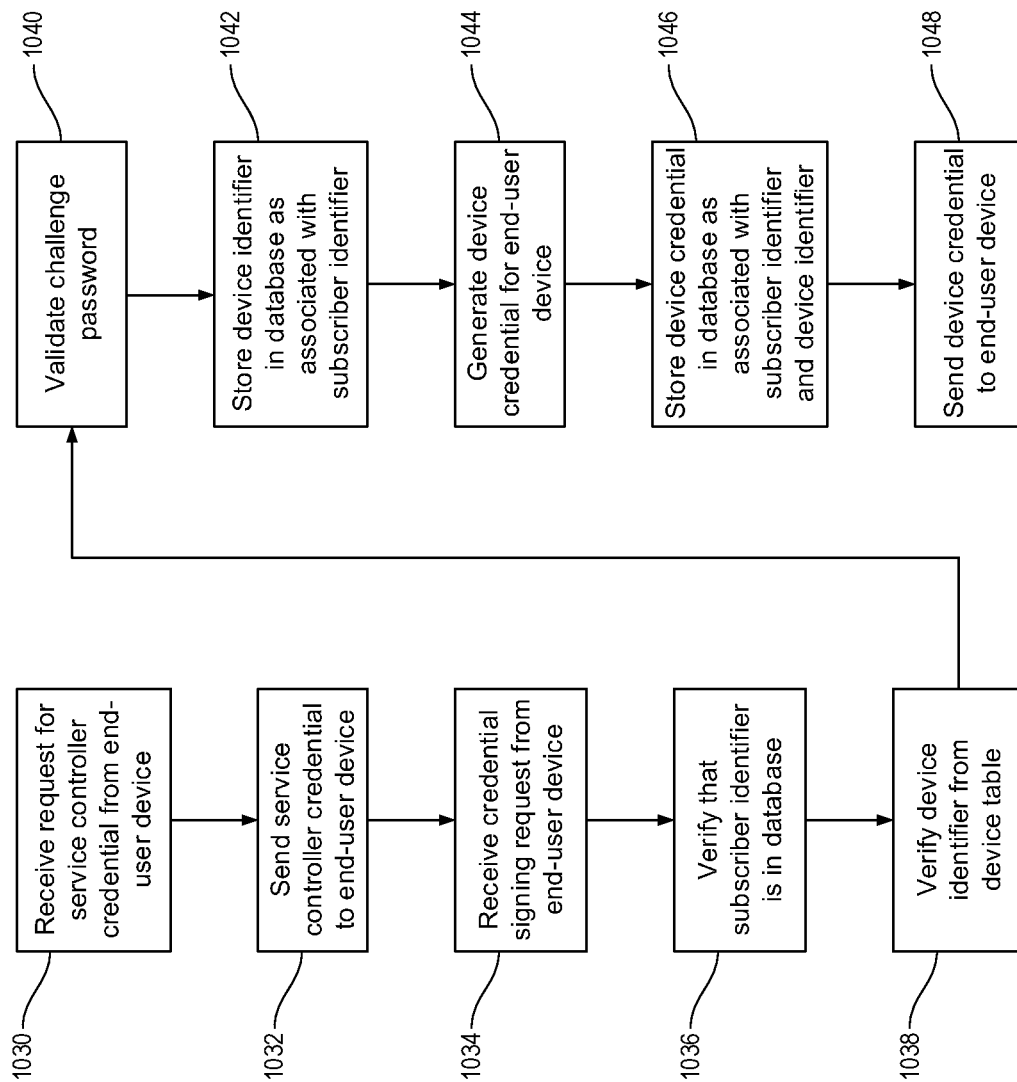 1030
Receive request for
service controller
credential from end-
user device
1032
Send service
controller credential
to end-user device
1034
Receive credential
signing request from
end-user device
1036
Verify that
subscriber identifier
is in database
1038
Verify device
identifier from
device table
1040
Validate challenge
password
1042
Store device identifier
in database as
associated with
subscriber identifier
1044
Generate device
credential for end-user
device
1046
Store device credential
in database as
associated with
subscriber identifier
and device identifier
1048
Send device credential
to end-user device